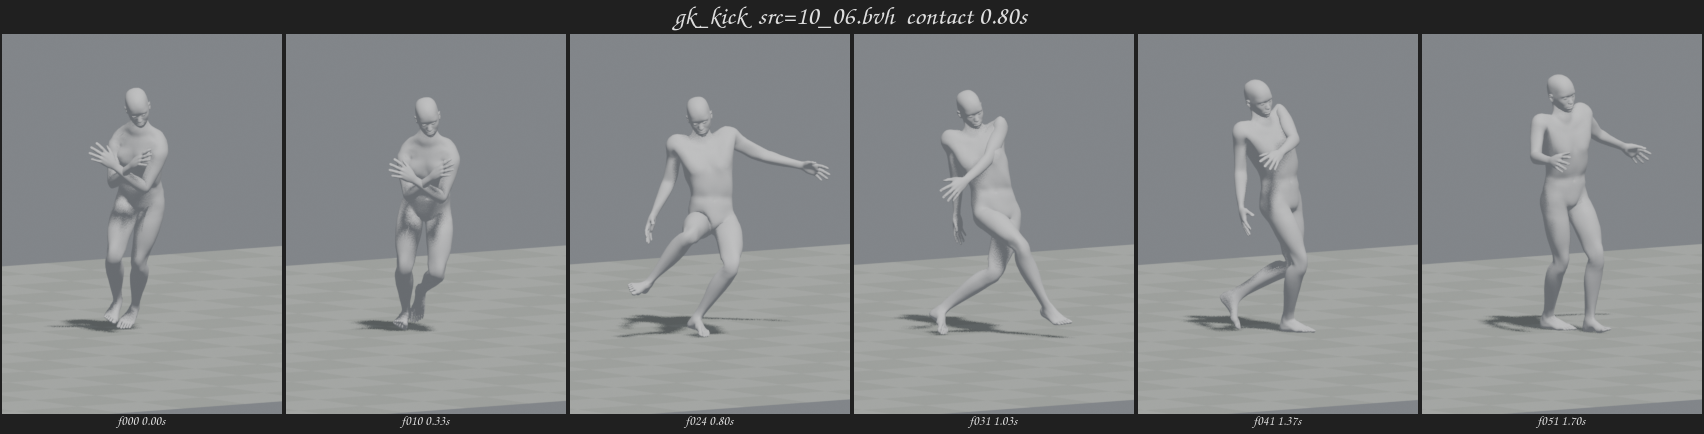 gk_kick src=10_06.bvh contact 0.80s
f000 0.00s
f010 0.33s
f024 0.80s
f031 1.03s
f041 1.37s
f051 1.70s